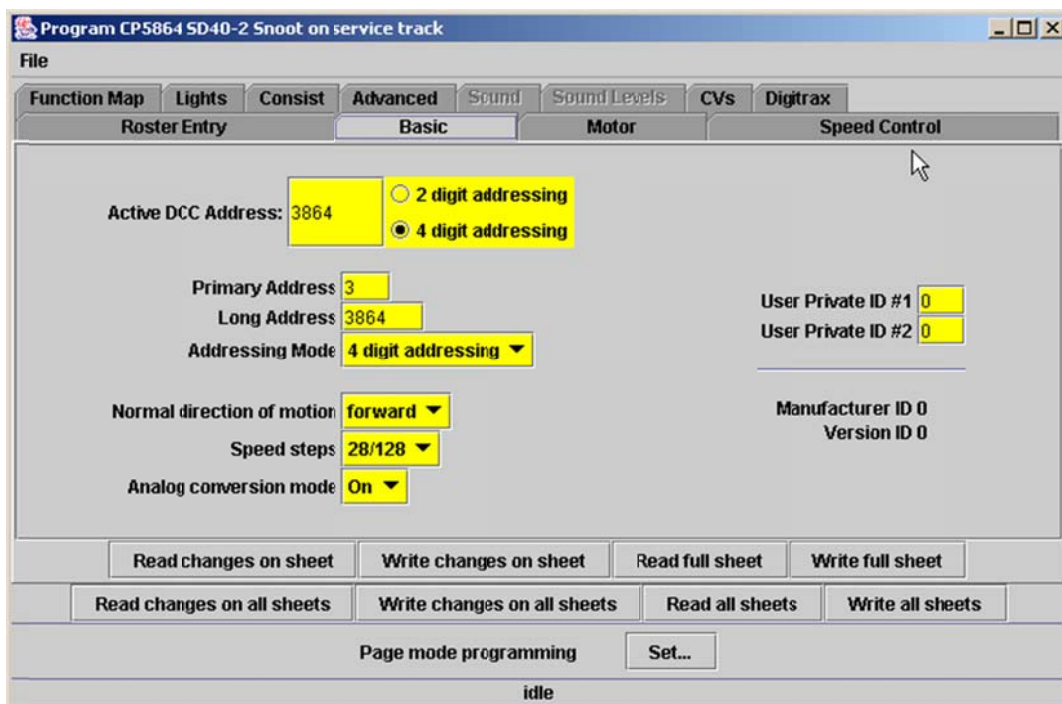 Program CP5864 SD40-2 Snoot on service track
File
Function Map Lights Consist Advanced Sound Sound Levels CVs Digitrax
Roster Entry Basic Motor Speed Control
Active DCC Address: 3864
2 digit addressing
4 digit addressing
Primary Address 3
Long Address 3864
Addressing Mode 4 digit addressing
User Private ID #1 0
User Private ID #2 0
Normal direction of motion forward
Speed steps 28/128
Analog conversion mode On
Manufacturer ID 0
Version ID 0
Read changes on sheet Write changes on sheet Read full sheet Write full sheet
Read changes on all sheets Write changes on all sheets Read all sheets Write all sheets
Page mode programming Set...
idle